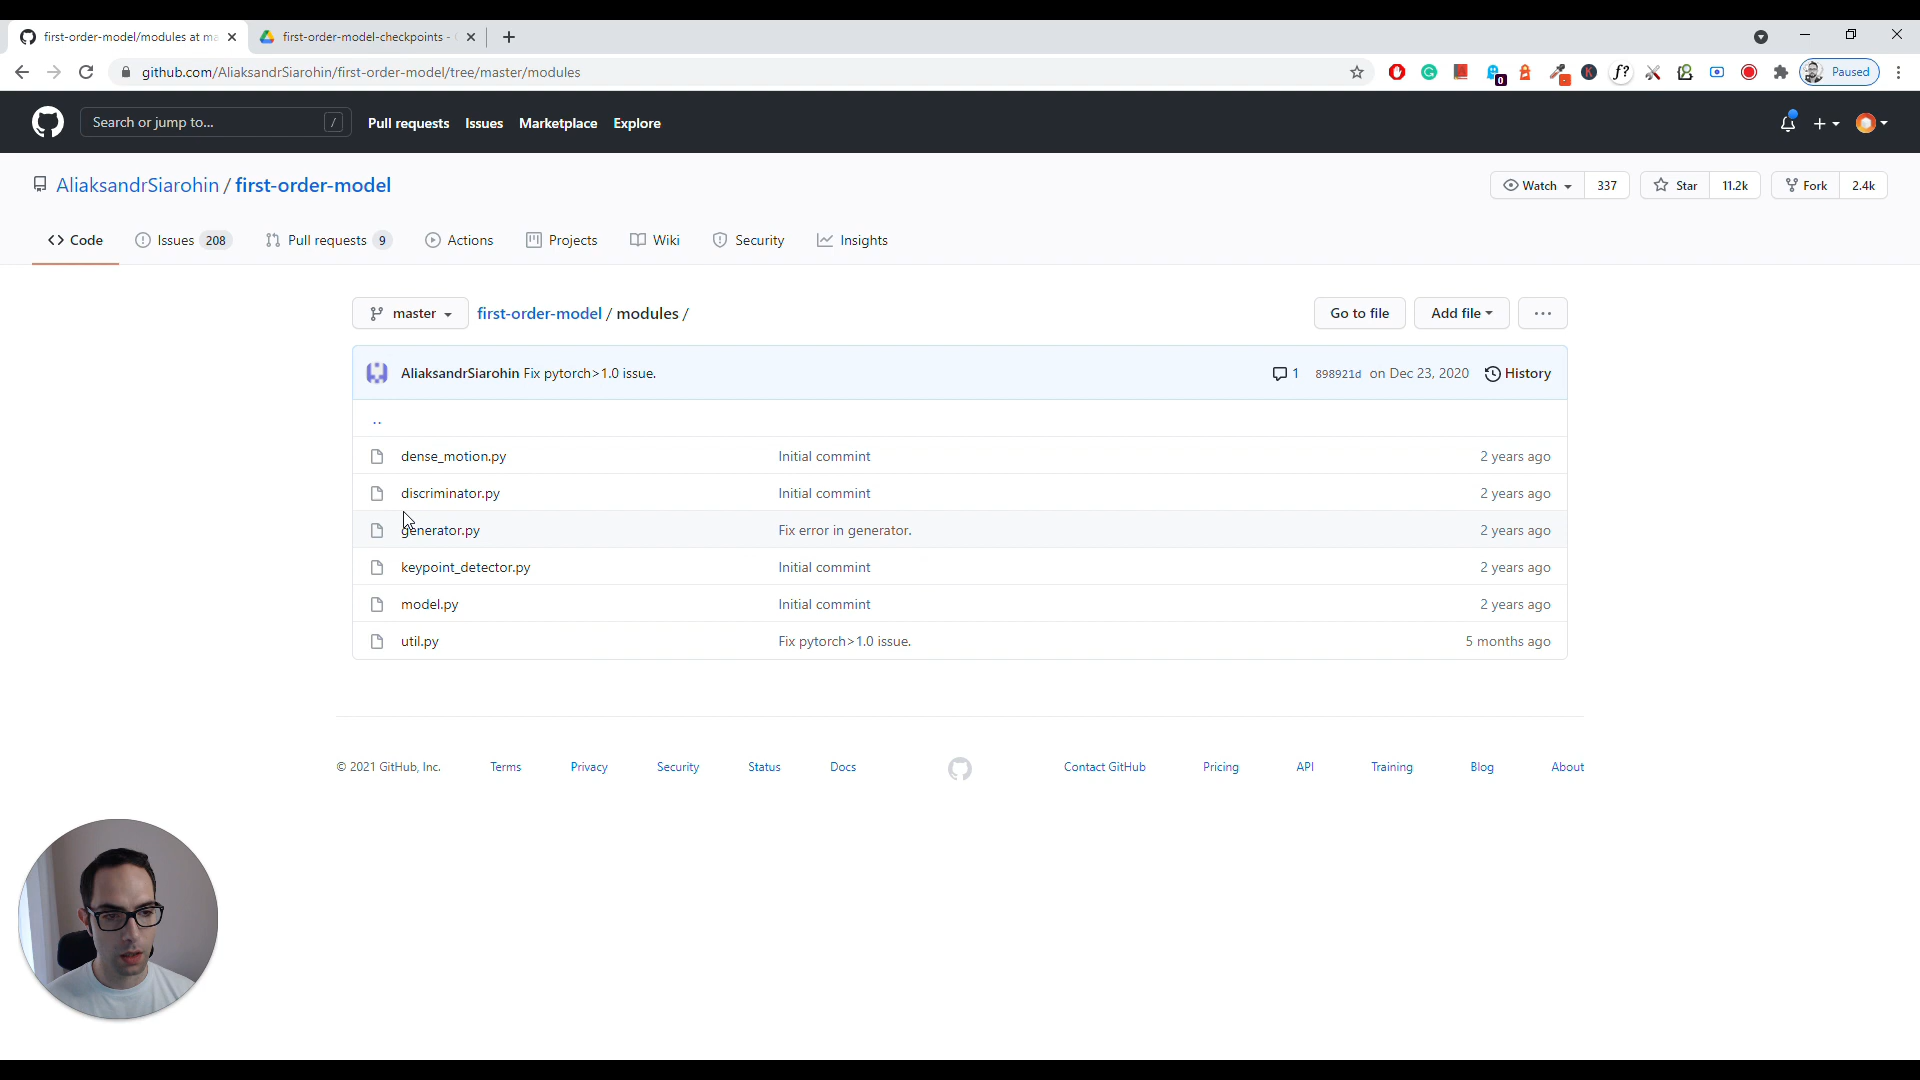 first-order-model/modules at ma
first-order-model-checkpoints -
github.com/AliaksandrSiarohin/first-order-model/tree/master/modules
0
K
f?
Paused
Search or jump to...
/
Pull requests
Issues
Marketplace
Explore
AliaksandrSiarohin / first-order-model
Watch
337
Star
11.2k
Fork
2.4k
Code
Issues 208
Pull requests 9
Actions
Projects
Wiki
Security
Insights
master
first-order-model / modules /
Go to file
Add file
AliaksandrSiarohin Fix pytorch>1.0 issue.
1
898921d on Dec 23, 2020
History
..
dense_motion.py Initial commint 2 years ago
discriminator.py Initial commint 2 years ago
generator.py Fix error in generator. 2 years ago
keypoint_detector.py Initial commint 2 years ago
model.py Initial commint 2 years ago
util.py Fix pytorch>1.0 issue. 5 months ago
© 2021 GitHub, Inc.
Terms
Privacy
Security
Status
Docs
Contact GitHub
Pricing
API
Training
Blog
About